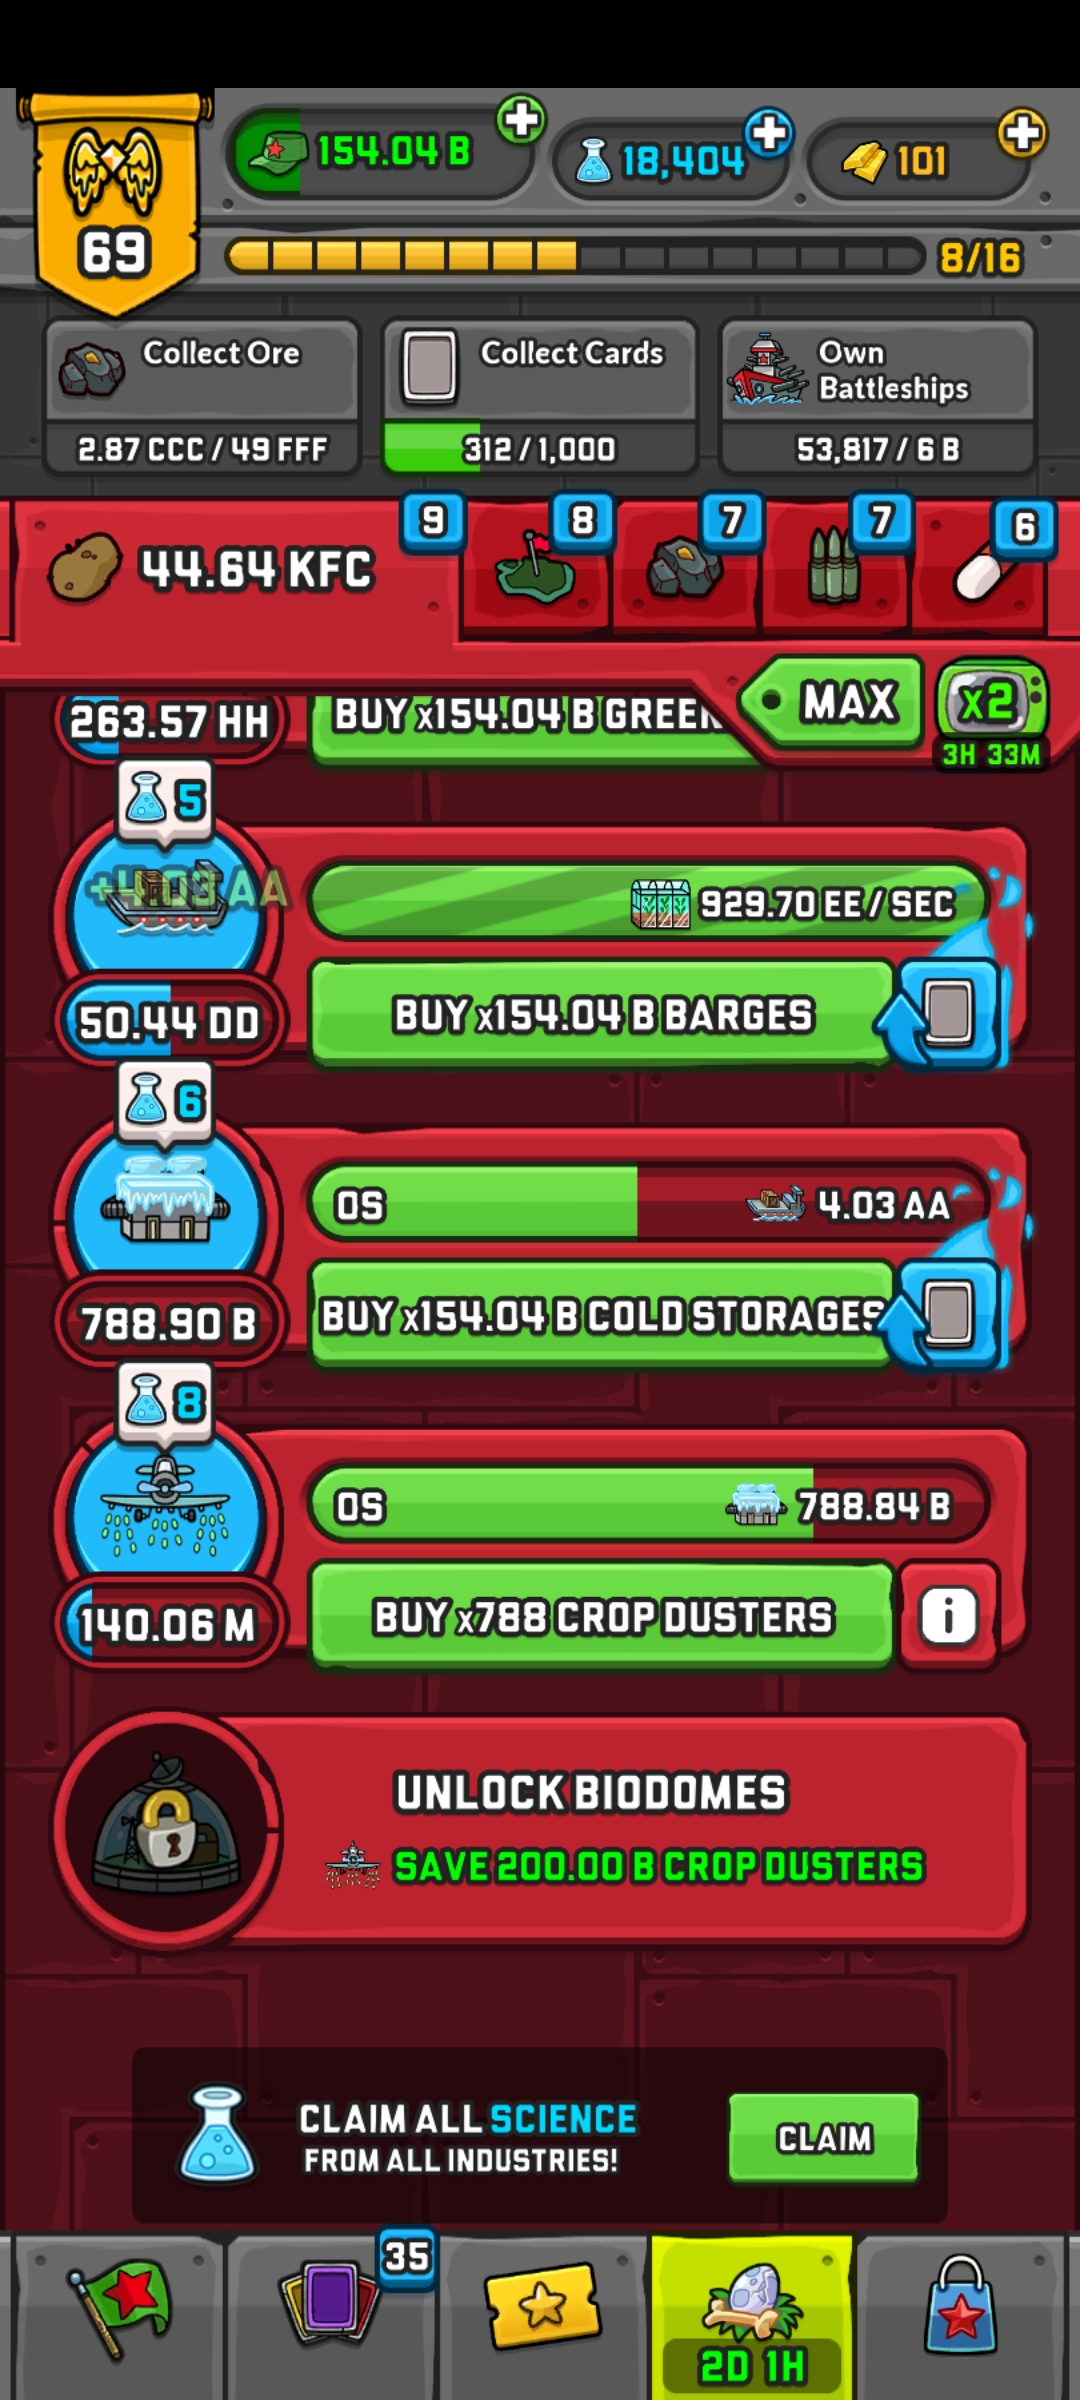 154.04 B
18,404
101
69
8/16
Collect Ore
2.87 CCC / 49 FFF
Collect Cards
312 / 1,000
Own
Battleships
53,817 / 6 B
44.64 KFC
9
8
7
7
6
MAX
x2
3H 33M
263.57 HH
BUY x154.04 B GREEN
5
+4.03 AA
929.70 EE / SEC
50.44 DD
BUY x154.04 B BARGES
6
0S
4.03 AA
788.90 B
BUY x154.04 B COLD STORAGES
8
0S
788.84 B
140.06 M
BUY x788 CROP DUSTERS
i
UNLOCK BIODOMES
SAVE 200.00 B CROP DUSTERS
CLAIM ALL SCIENCE
FROM ALL INDUSTRIES!
CLAIM
35
2D 1H